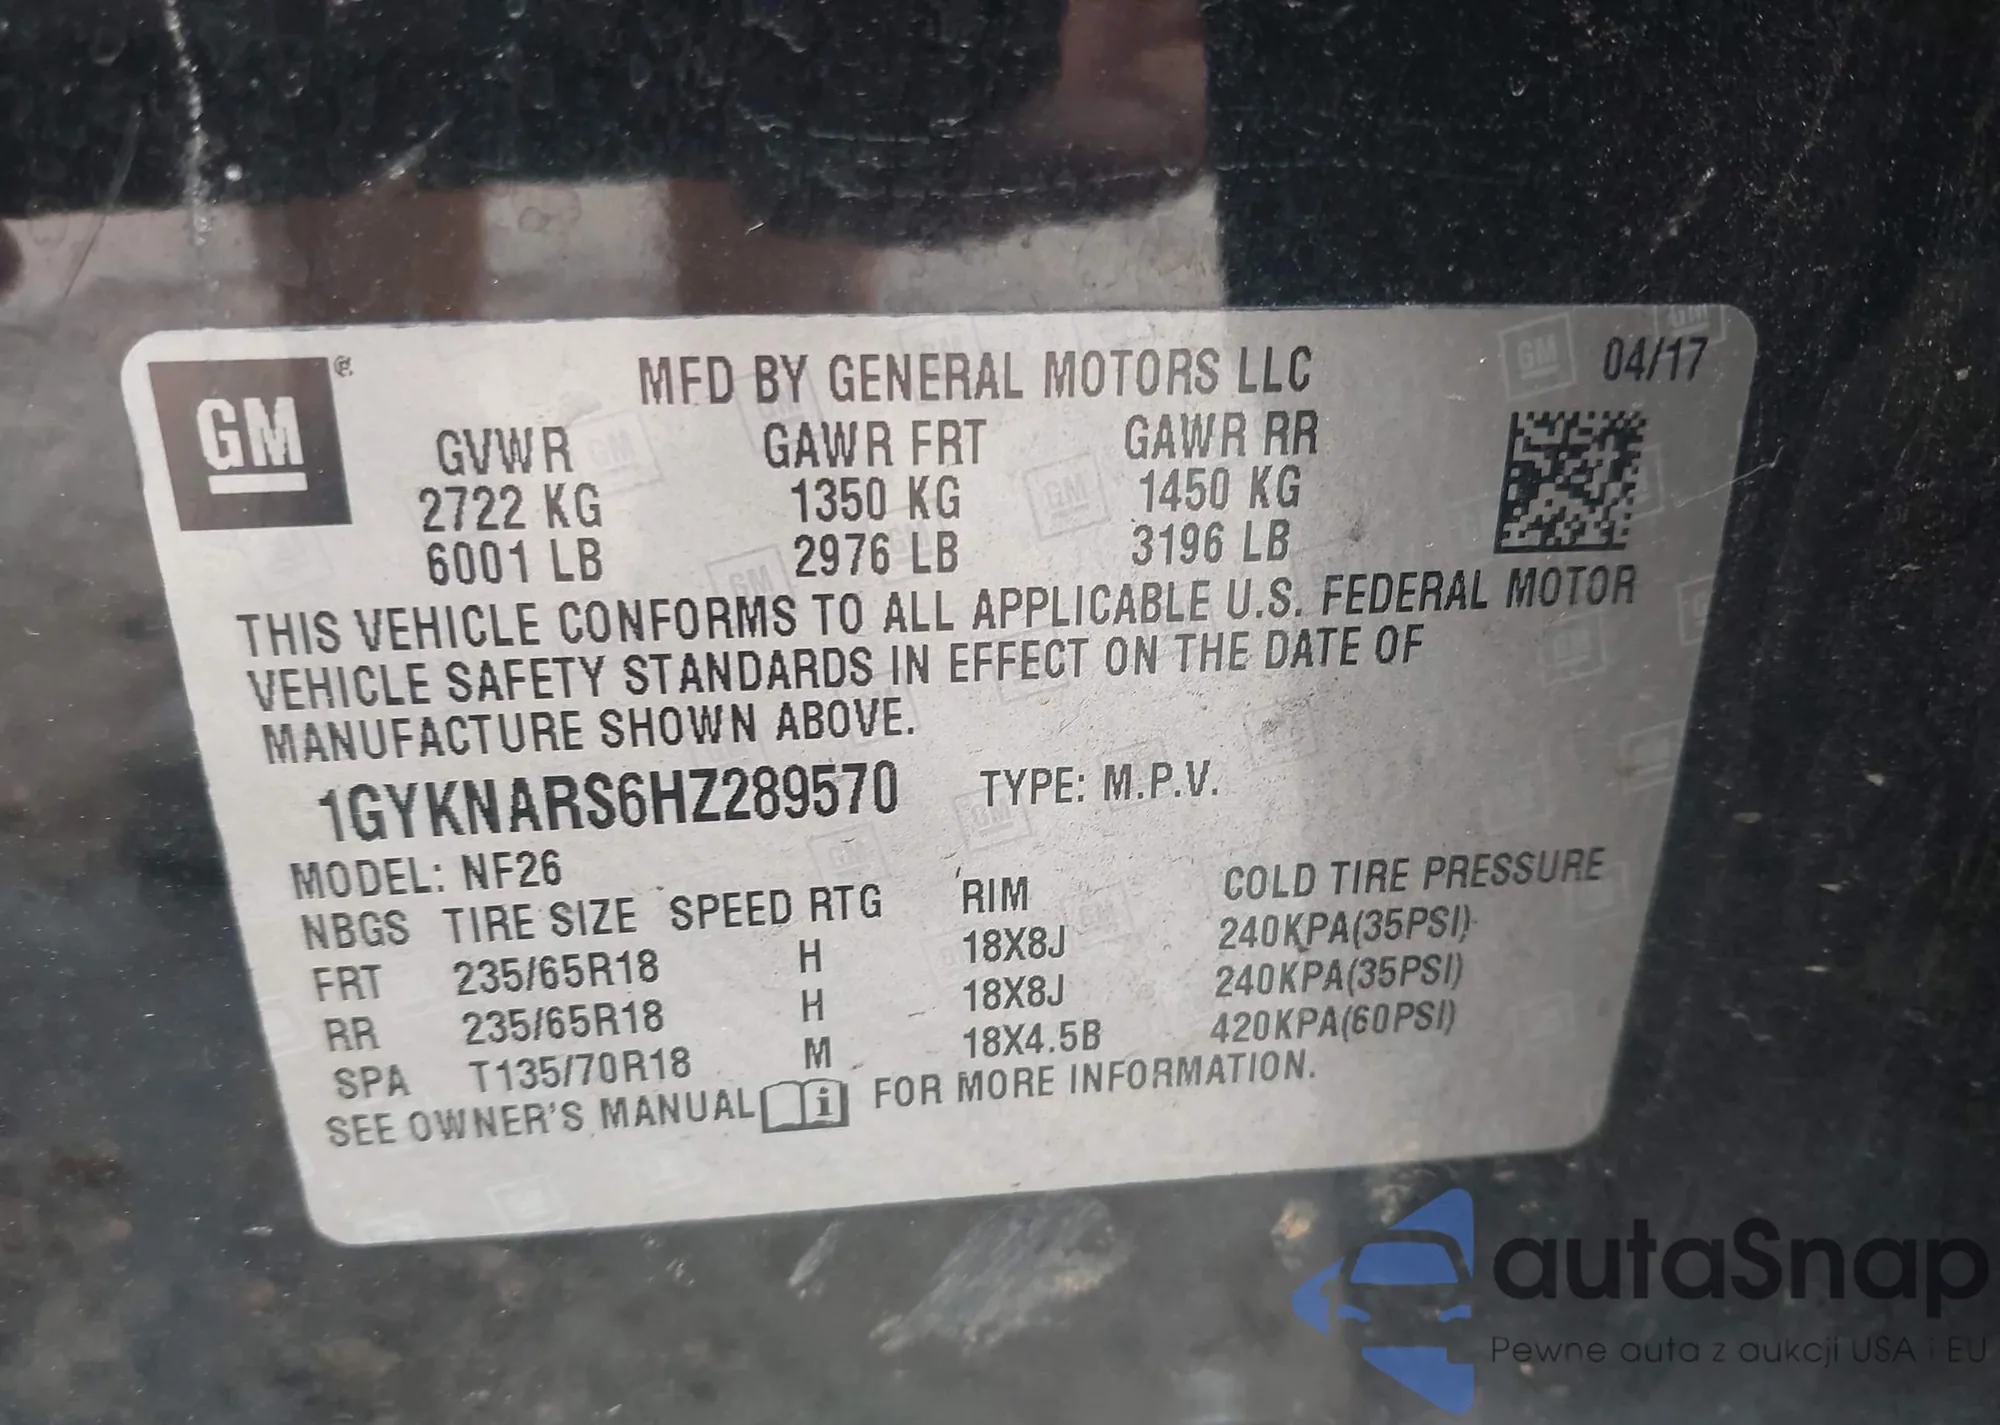 GM®
MFD BY GENERAL MOTORS LLC 04/17
GVWR GAWR FRT GAWR RR
2722 KG 1350 KG 1450 KG
6001 LB 2976 LB 3196 LB
THIS VEHICLE CONFORMS TO ALL APPLICABLE U.S. FEDERAL MOTOR
VEHICLE SAFETY STANDARDS IN EFFECT ON THE DATE OF
MANUFACTURE SHOWN ABOVE.
1GYKNARS6HZ289570 TYPE: M.P.V.
MODEL: NF26
NBGS TIRE SIZE SPEED RTG RIM COLD TIRE PRESSURE
FRT 235/65R18 H 18X8J 240KPA(35PSI)
RR 235/65R18 H 18X8J 240KPA(35PSI)
SPA T135/70R18 M 18X4.5B 420KPA(60PSI)
SEE OWNER'S MANUAL i FOR MORE INFORMATION.
autaSnap
Pewne auta z aukcji USA i EU